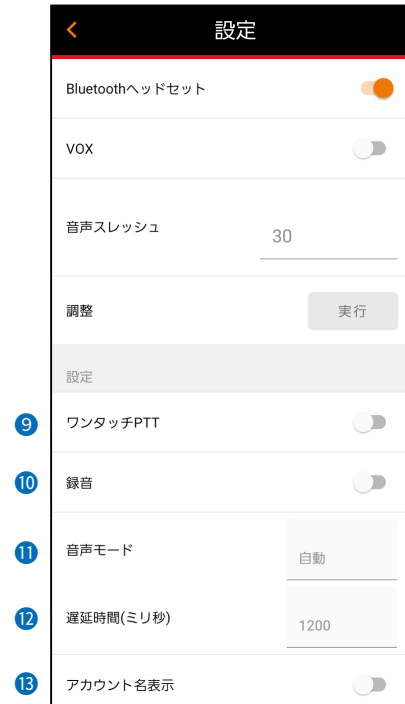 設定
Bluetoothヘッドセット
VOX
音声スレッシュ
30
調整
実行
設定
9 ワンタッチPTT
10 録音
11 音声モード
自動
12 遅延時間(ミリ秒)
1200
13 アカウント名表示